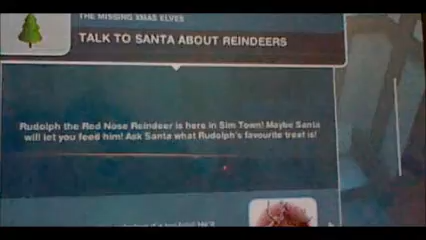 THE MISSING XMAS ELVES
TALK TO SANTA ABOUT REINDEERS
Rudolph the Red Nose Reindeer is here in Sim Town! Maybe Santa
will let you feed him! Ask Santa what Rudolph's favourite treat is!